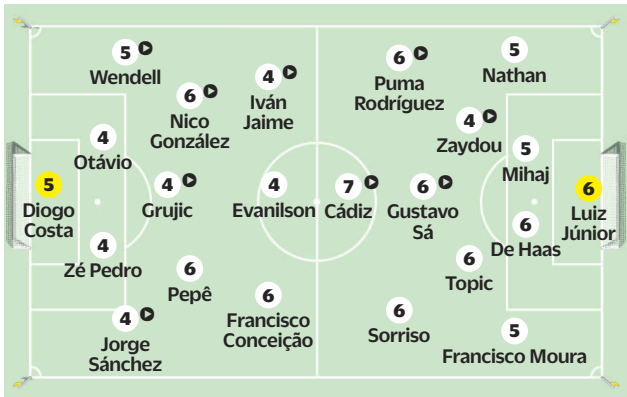 5
Wendell
6
Nico
González
4
Iván
Jaime
4
Otávio
5
Diogo
Costa
4
Grujic
4
Evanilson
4
Zé Pedro
6
Pepê
4
Jorge
Sánchez
6
Francisco
Conceição
6
Puma
Rodríguez
5
Nathan
4
Zaydou
5
Mihaj
7
Cádiz
6
Gustavo
Sá
6
Luiz
Júnior
6
De Haas
6
Topic
6
Sorriso
5
Francisco Moura